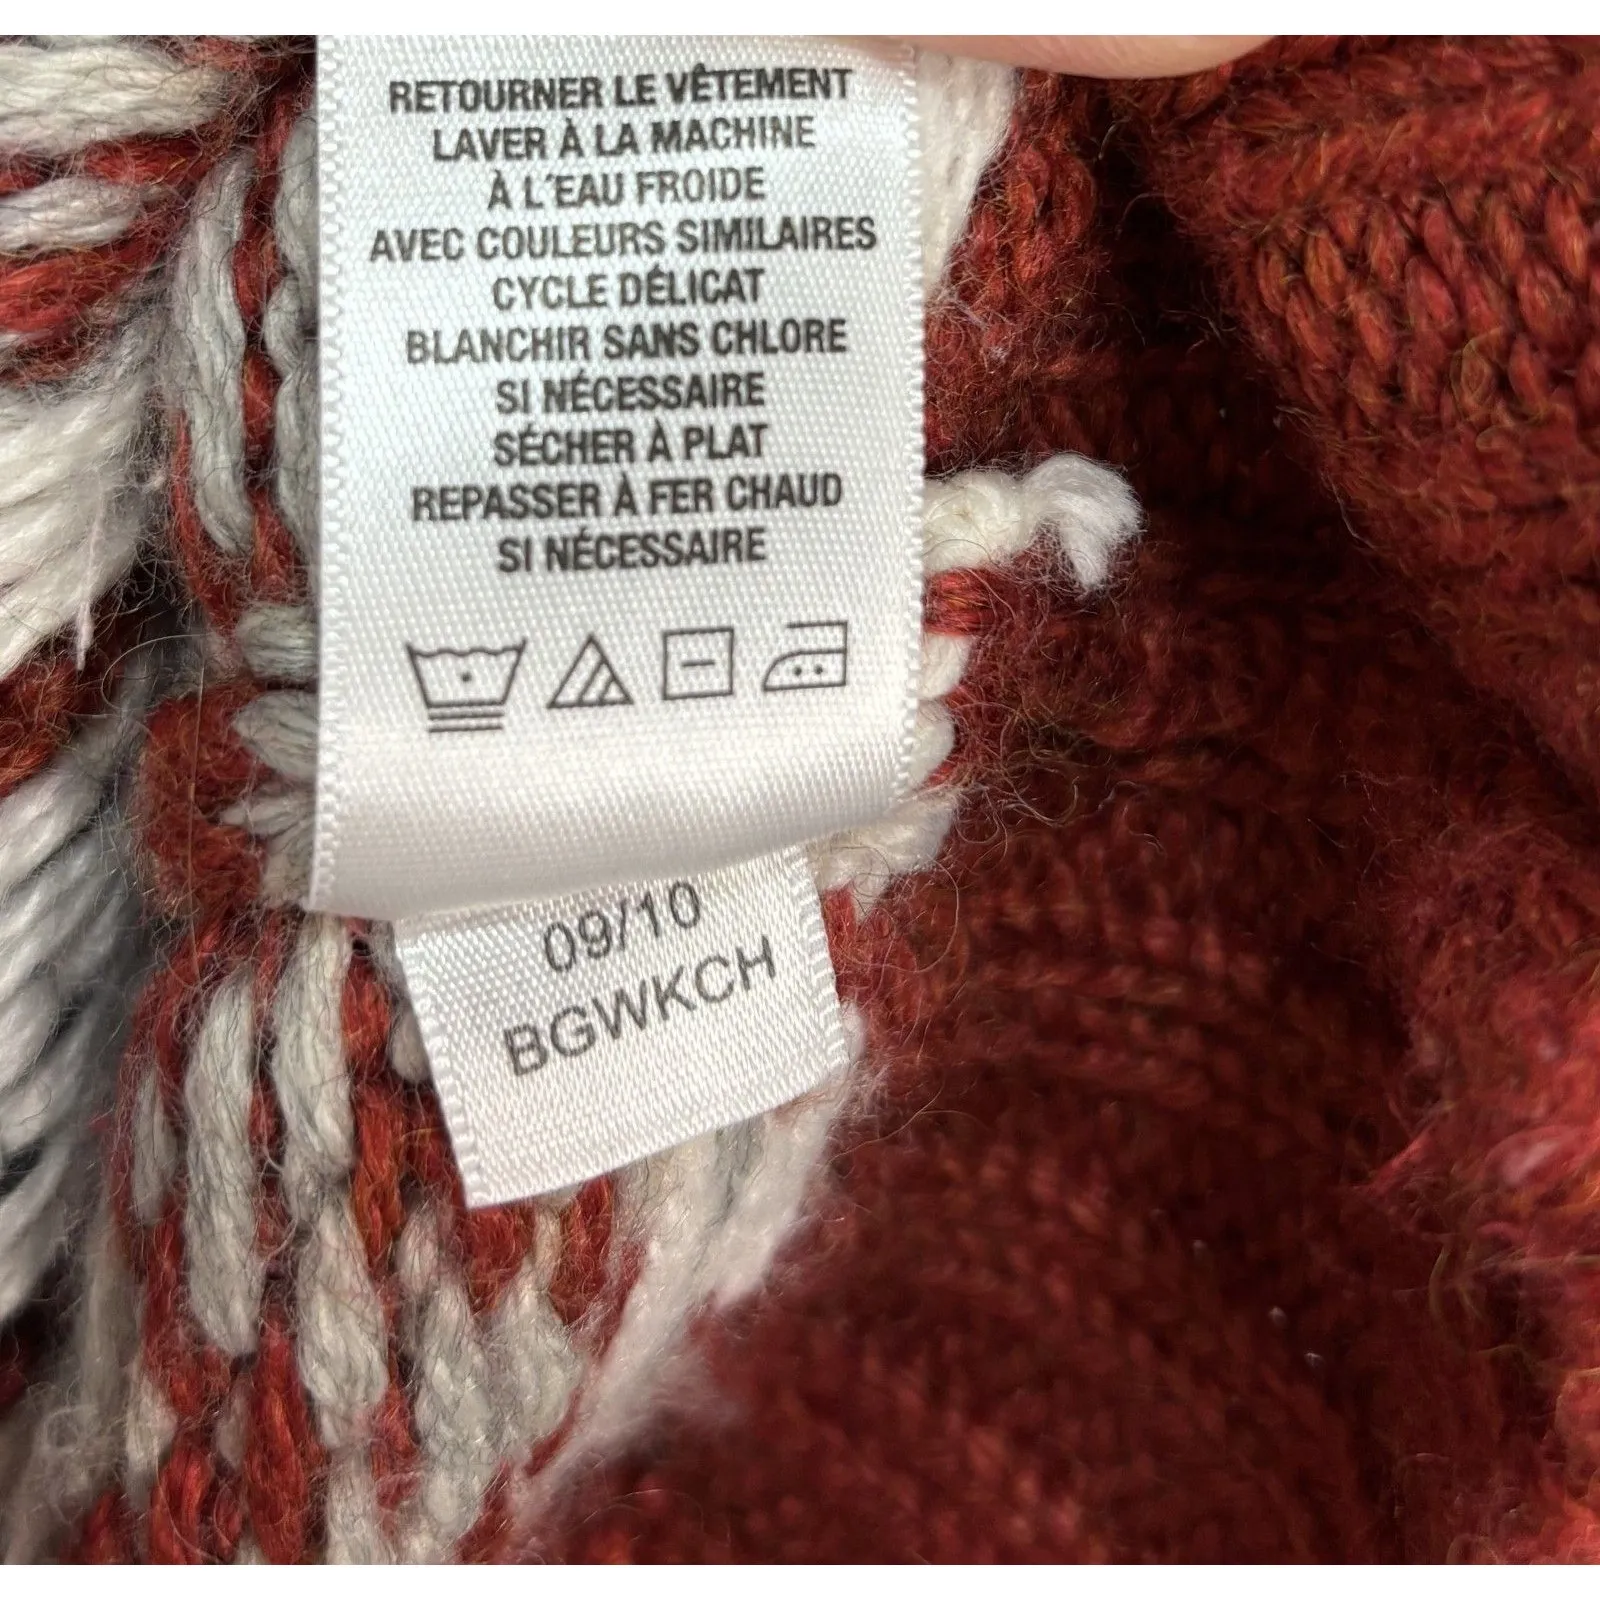 RETOURNER LE VÊTEMENT
LAVER À LA MACHINE
À L'EAU FROIDE
AVEC COULEURS SIMILAIRES
CYCLE DÉLICAT
BLANCHIR SANS CHLORE
SI NÉCESSAIRE
SÉCHER À PLAT
REPASSER À FER CHAUD
SI NÉCESSAIRE
09/10
BGWKCH